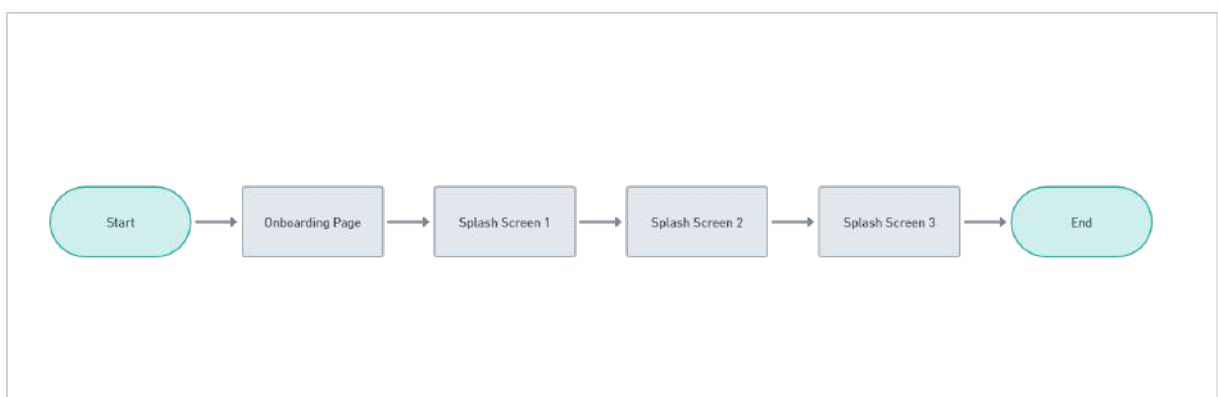 Start
Onboarding Page
Splash Screen 1
Splash Screen 2
Splash Screen 3
End